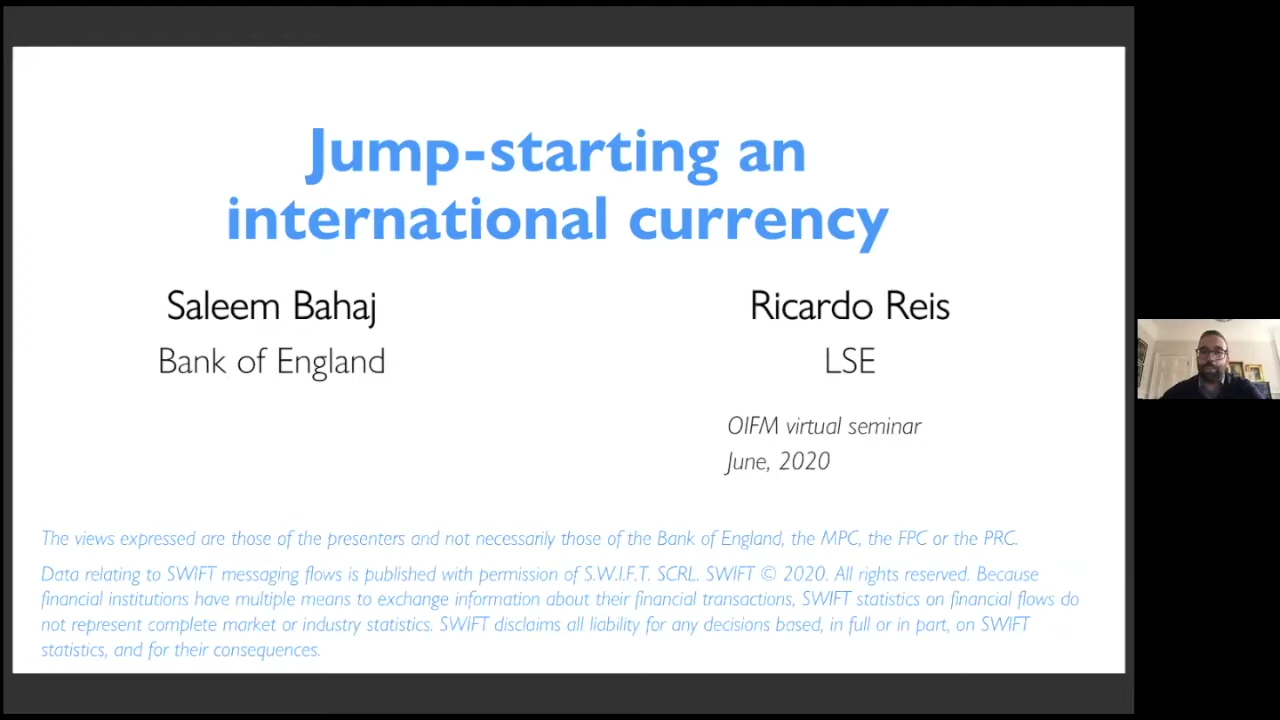 Jump-starting an
international currency
Saleem Bahaj
Ricardo Reis
Bank of England
LSE
OIFM virtual seminar
June, 2020
The views expressed are those of the presenters and not necessarily those of the Bank of England, the MPC, the FPC or the PRC.
Data relating to SWIFT messaging flows is published with permission of S.W.I.F.T. SCRL. SWIFT © 2020. All rights reserved. Because
financial institutions have multiple means to exchange information about their financial transactions, SWIFT statistics on financial flows do
not represent complete market or industry statistics. SWIFT disclaims all liability for any decisions based, in full or in part, on SWIFT
statistics, and for their consequences.